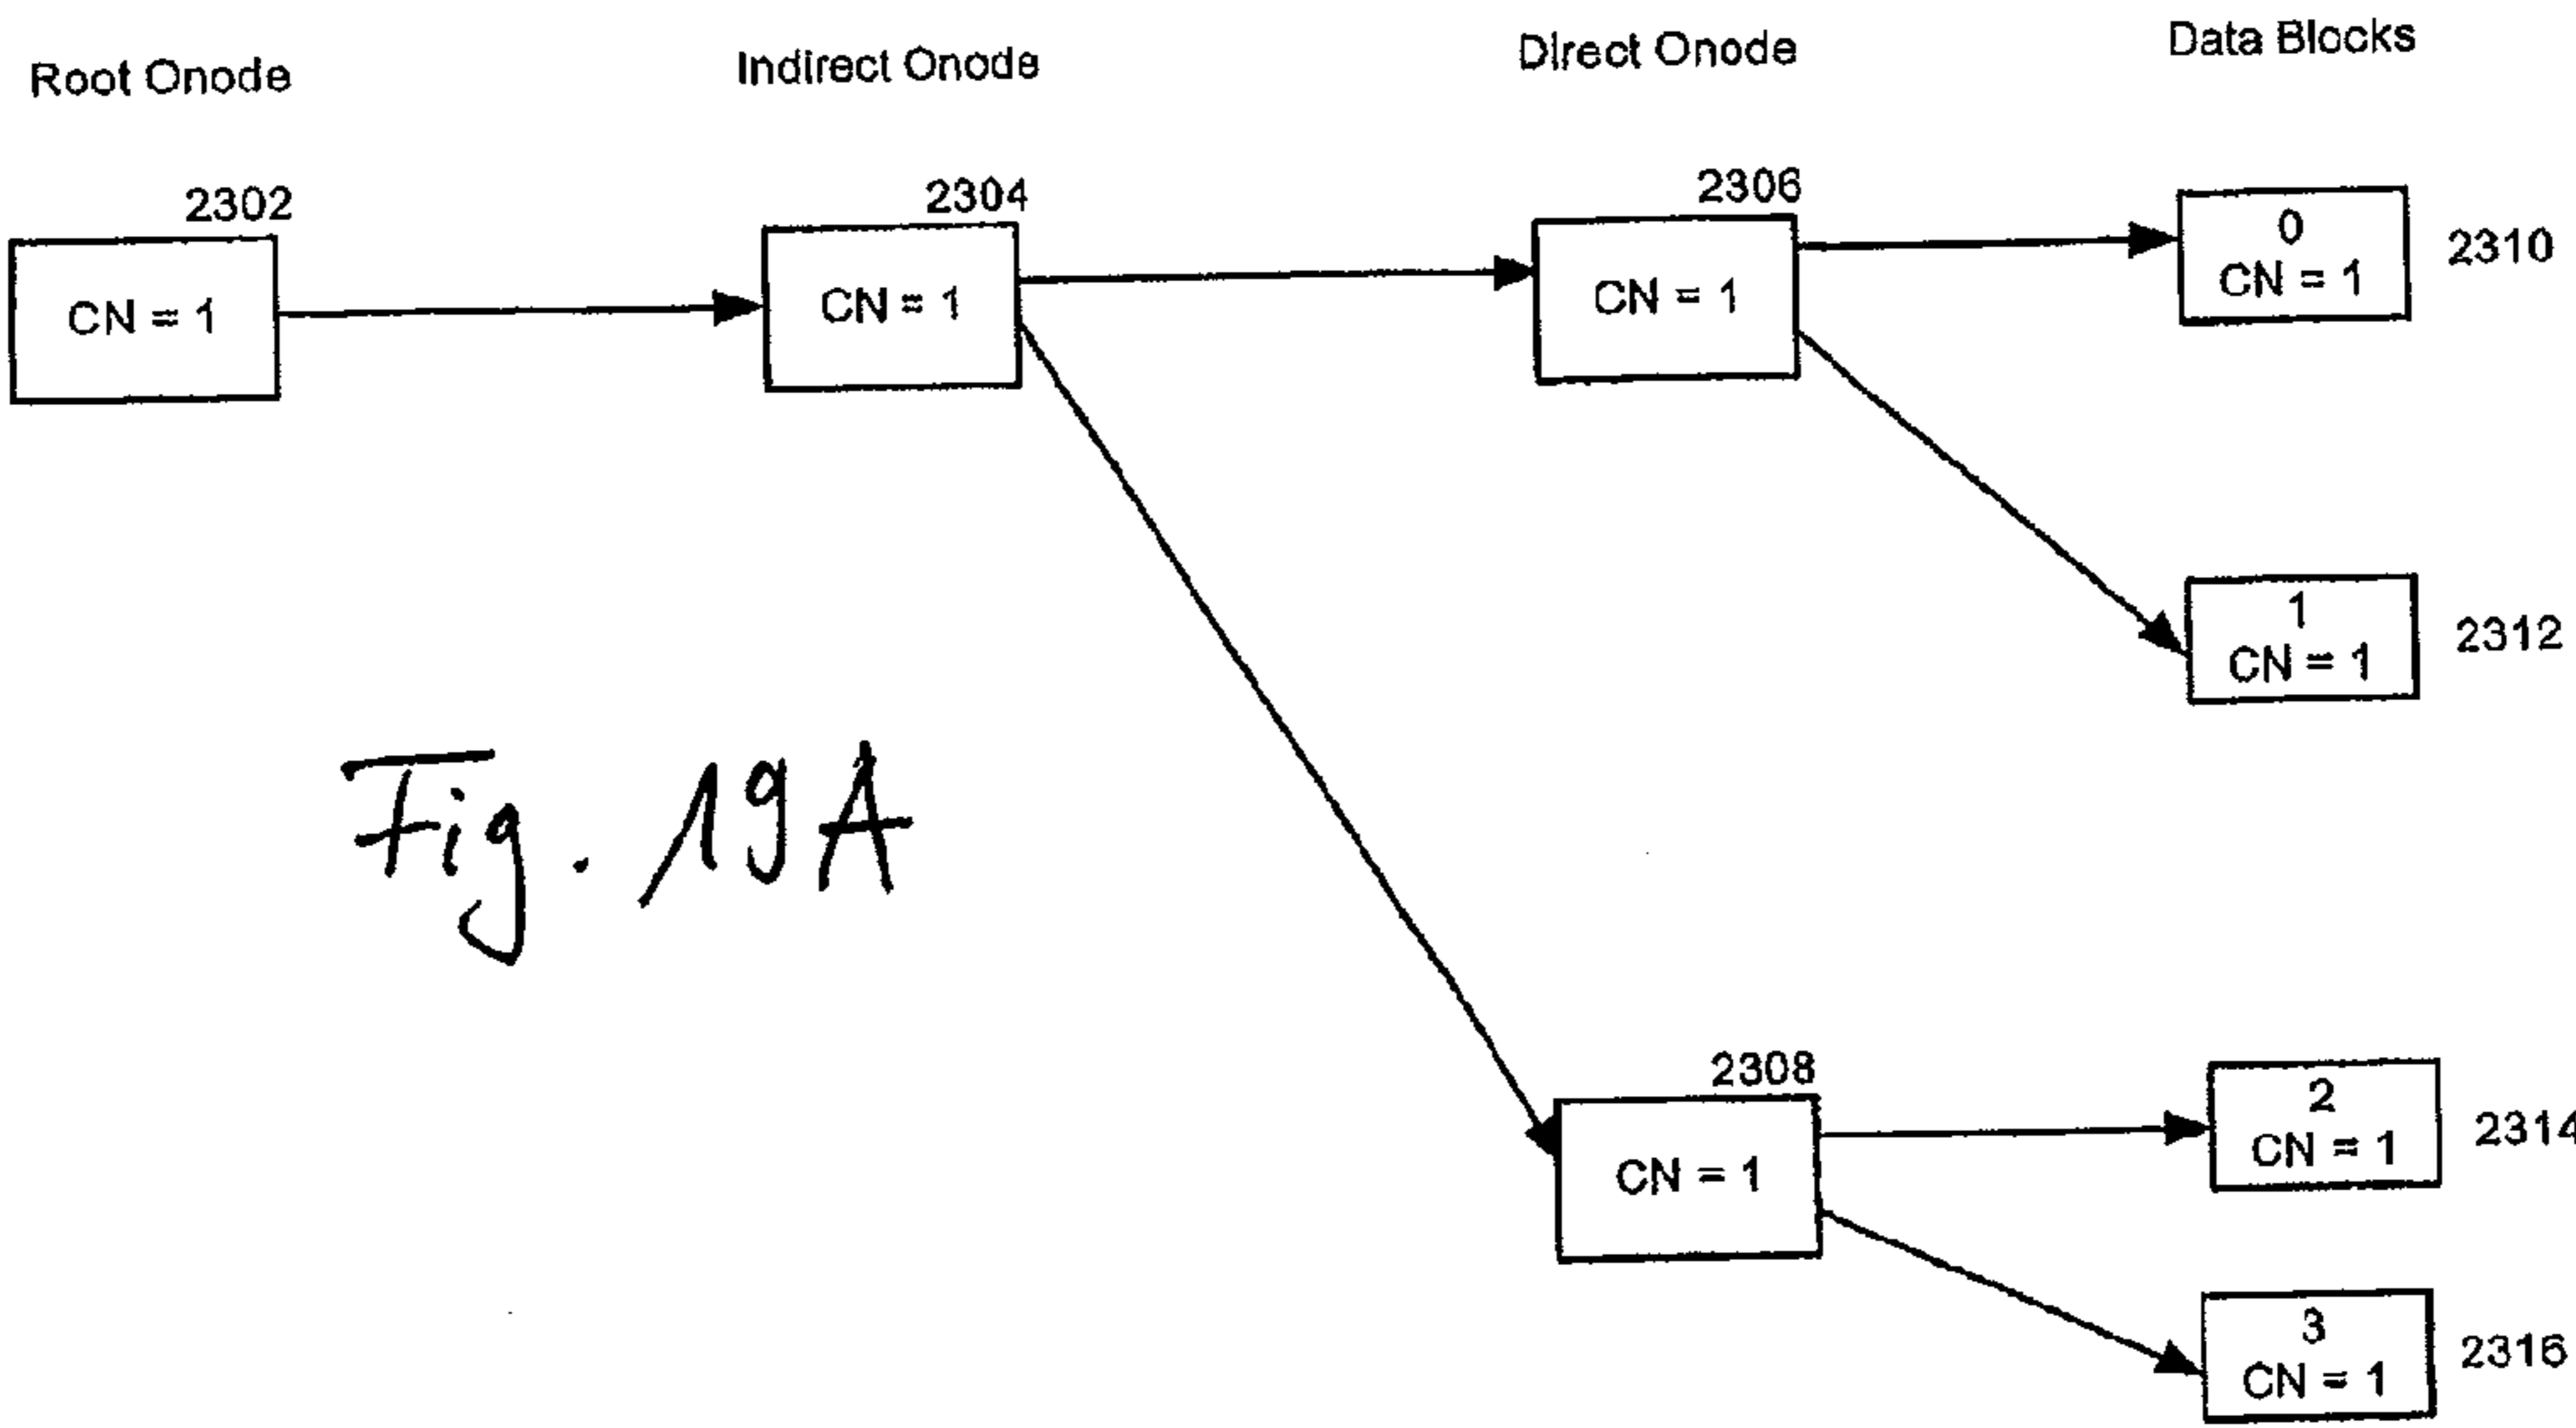 Root Onode
Indirect Onode
Direct Onode
Data Blocks
2302
CN = 1
2304
CN = 1
2306
CN = 1
0
CN = 1
2310
1
CN = 1
2312
Fig. 19A
2308
CN = 1
2
CN = 1
2314
3
CN = 1
2316